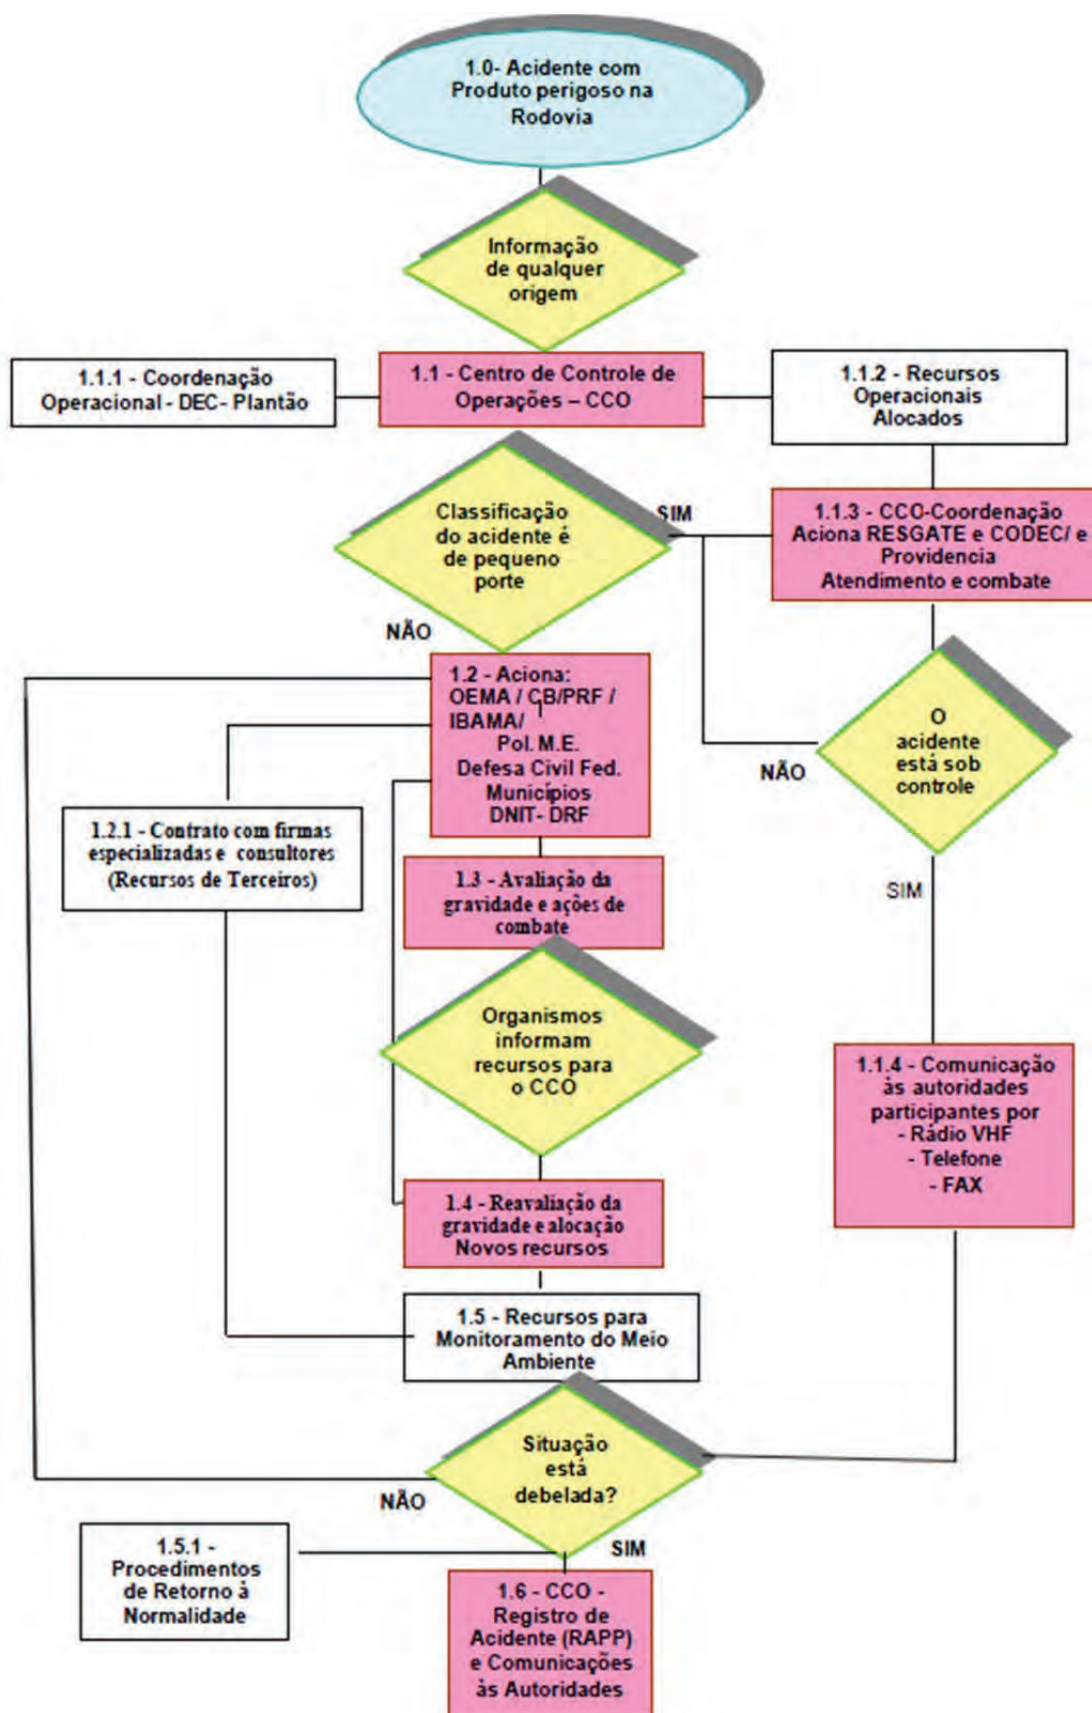 1.0- Acidente com
Produto perigoso na
Rodovia
Informação
de qualquer
origem
1.1.1 - Coordenação
Operacional - DEC- Plantão
1.1 - Centro de Controle de
Operações – CCO
1.1.2 - Recursos
Operacionais
Alocados
Classificação
do acidente é
de pequeno
porte
SIM
NÃO
1.1.3 - CCO-Coordenação
Aciona RESGATE e CODEC/ e
Providencia
Atendimento e combate
1.2 - Aciona:
OEMA / CB/PRF /
IBAMA/
Pol. M.E.
Defesa Civil Fed.
Municípios
DNIT- DRF
O
acidente
está sob
controle
NÃO
SIM
1.2.1 - Contrato com firmas
especializadas e consultores
(Recursos de Terceiros)
1.3 - Avaliação da
gravidade e ações de
combate
Organismos
informam
recursos para
o CCO
1.1.4 - Comunicação
às autoridades
participantes por
- Rádio VHF
- Telefone
- FAX
1.4 - Reavaliação da
gravidade e alocação
Novos recursos
1.5 - Recursos para
Monitoramento do Meio
Ambiente
Situação
está
debelada?
NÃO
SIM
1.5.1 -
Procedimentos
de Retorno à
Normalidade
1.6 - CCO -
Registro de
Acidente (RAPP)
e Comunicações
às Autoridades